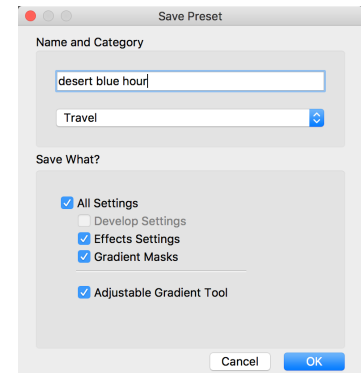 Save Preset
Name and Category
desert blue hour
Travel
Save What?
All Settings
Develop Settings
Effects Settings
Gradient Masks
Adjustable Gradient Tool
Cancel OK